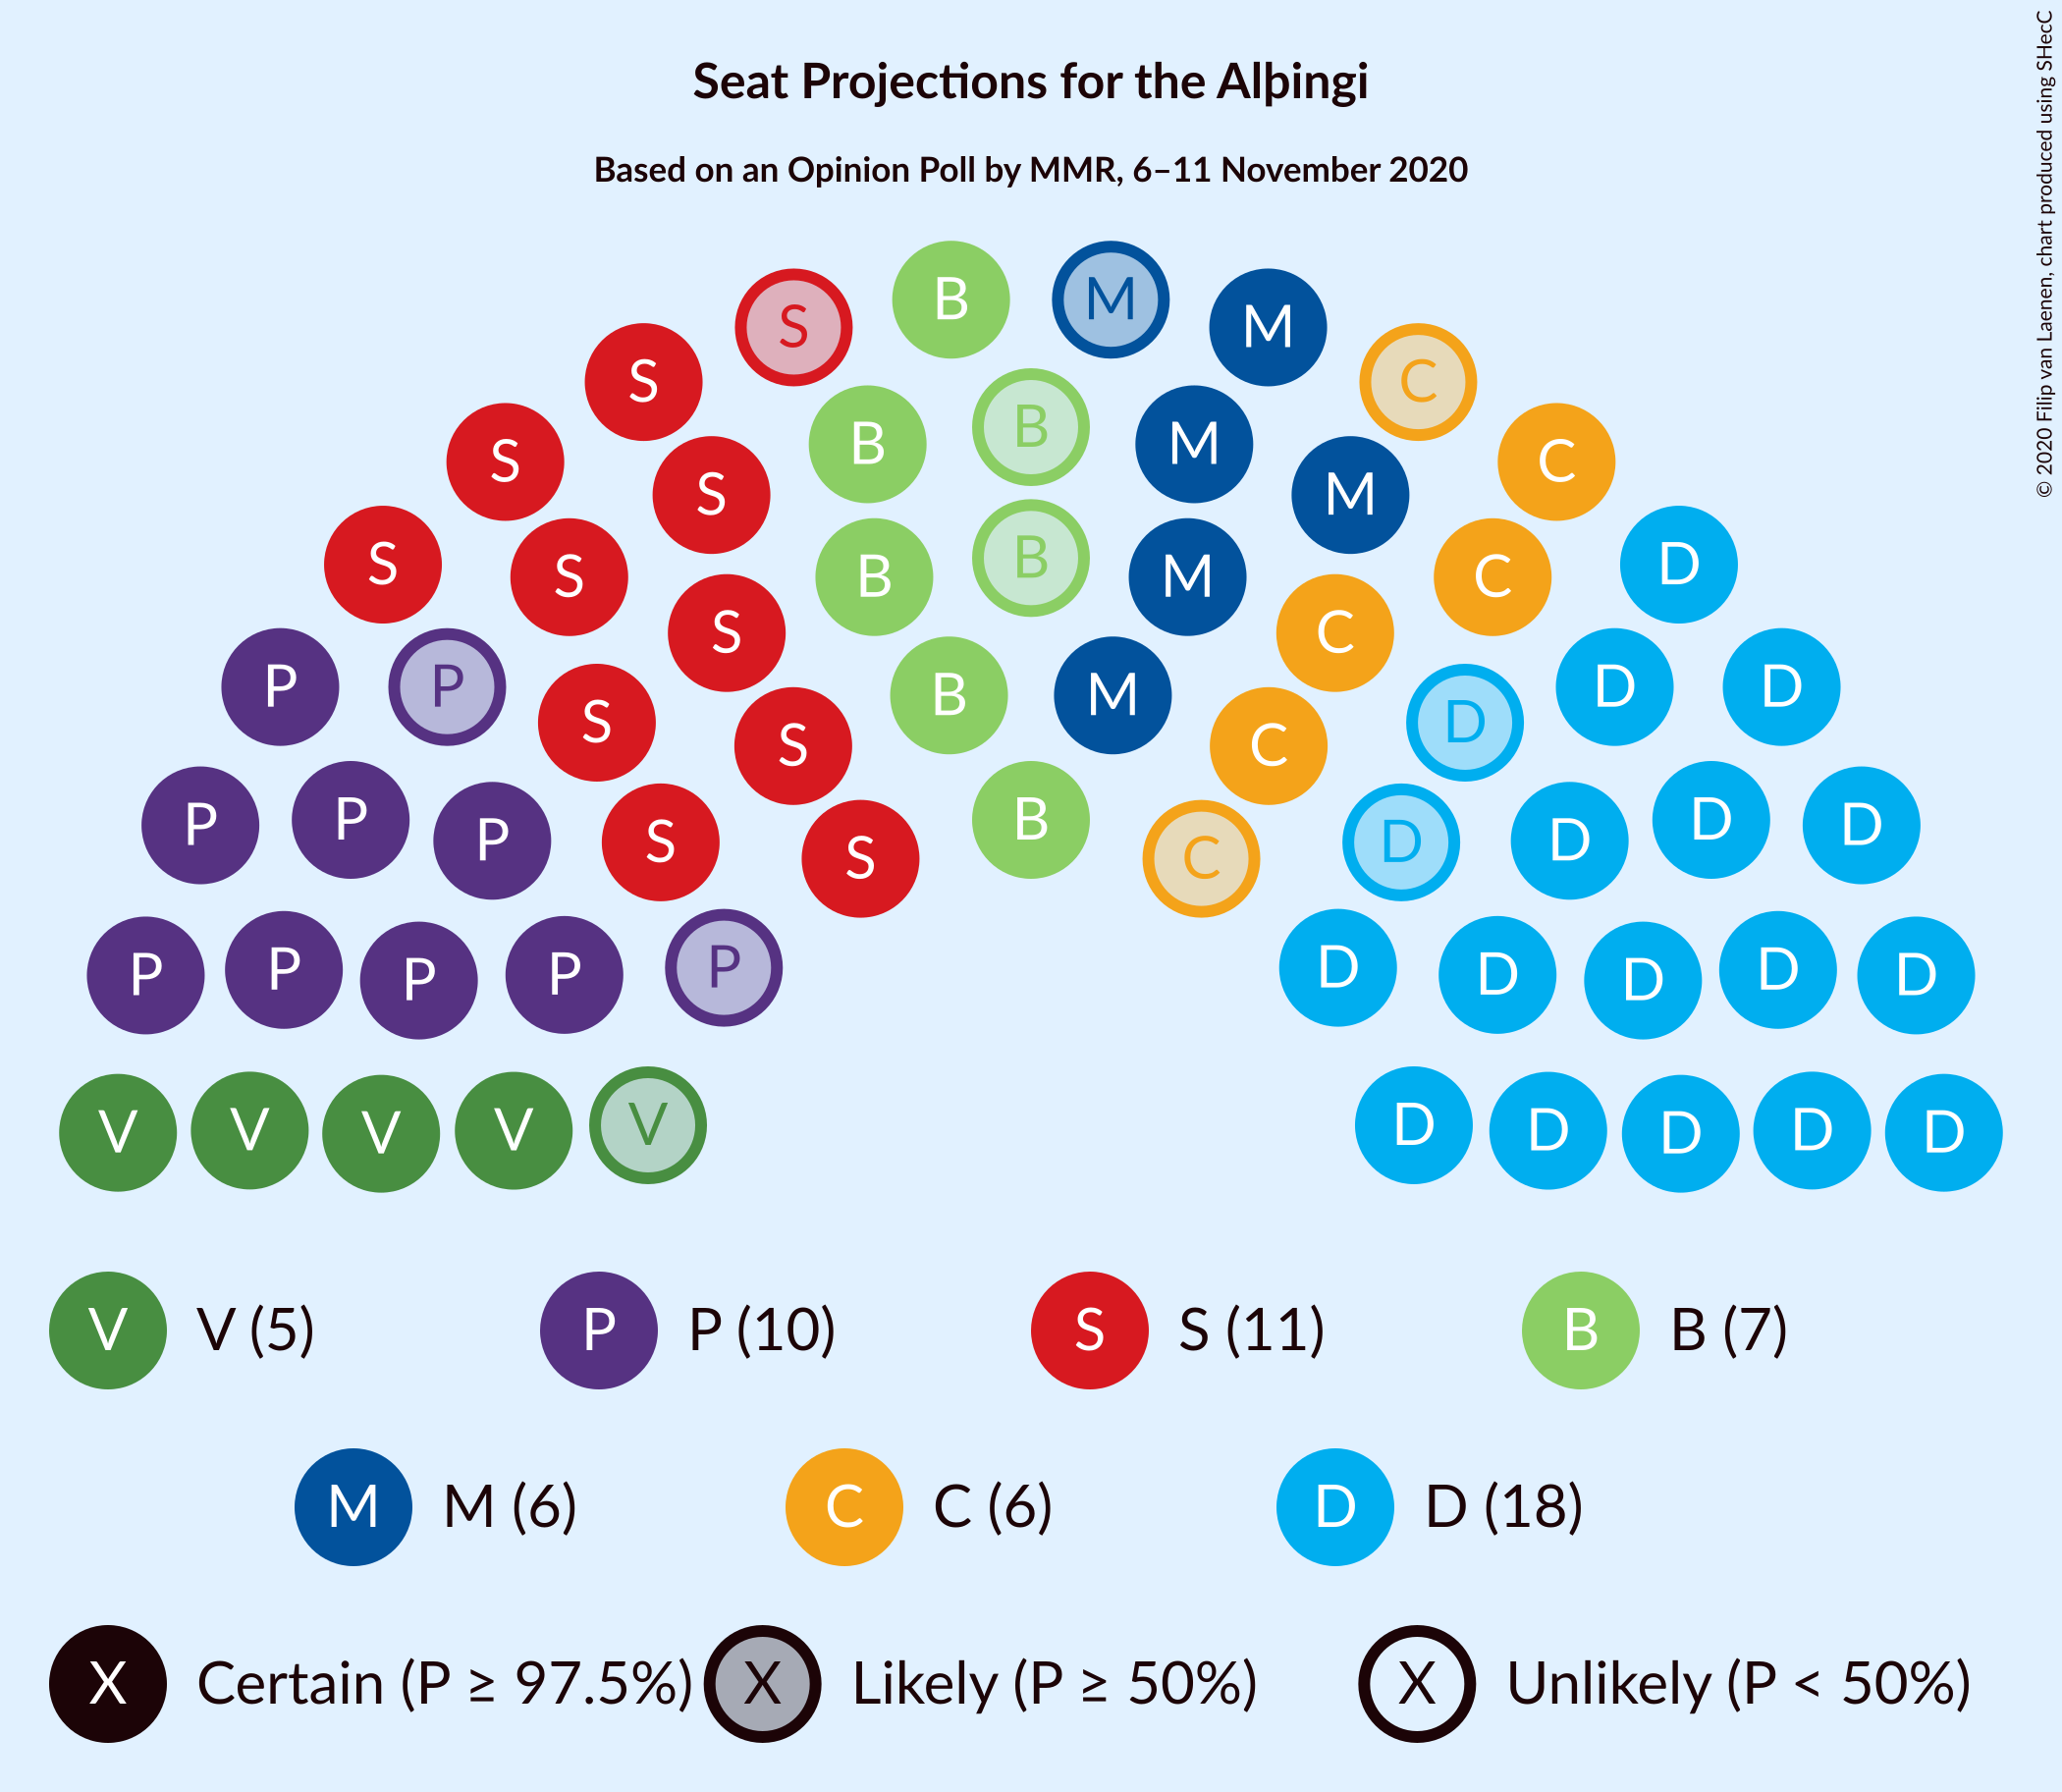 Seat Projections for the Alþingi
Based on an Opinion Poll by MMR, 6–11 November 2020
© 2020 Filip van Laenen, chart produced using SHecC
B M
S M
S C
S B C
B M
S M
S D
S B B M C
S C
P P S D D
S B M D
S C
P P P S B D D D
S C D
P P P P P D D D D D
V V V V V D D D D D
V V (5) P P (10) S S (11) B B (7)
M M (6) C C (6) D D (18)
X Certain (P ≥ 97.5%) X Likely (P ≥ 50%) X Unlikely (P < 50%)